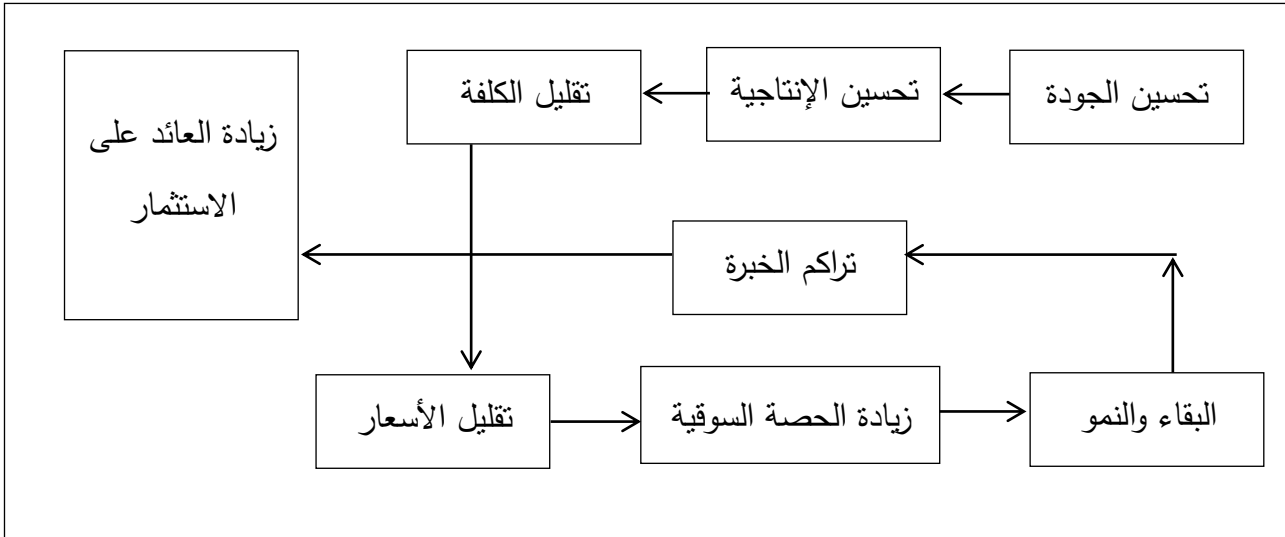 تحسين الجودة
تحسين الإنتاجية
تقليل الكلفة
زيادة العائد على
الاستثمار
تراكم الخبرة
تقليل الأسعار
زيادة الحصة السوقية
البقاء والنمو